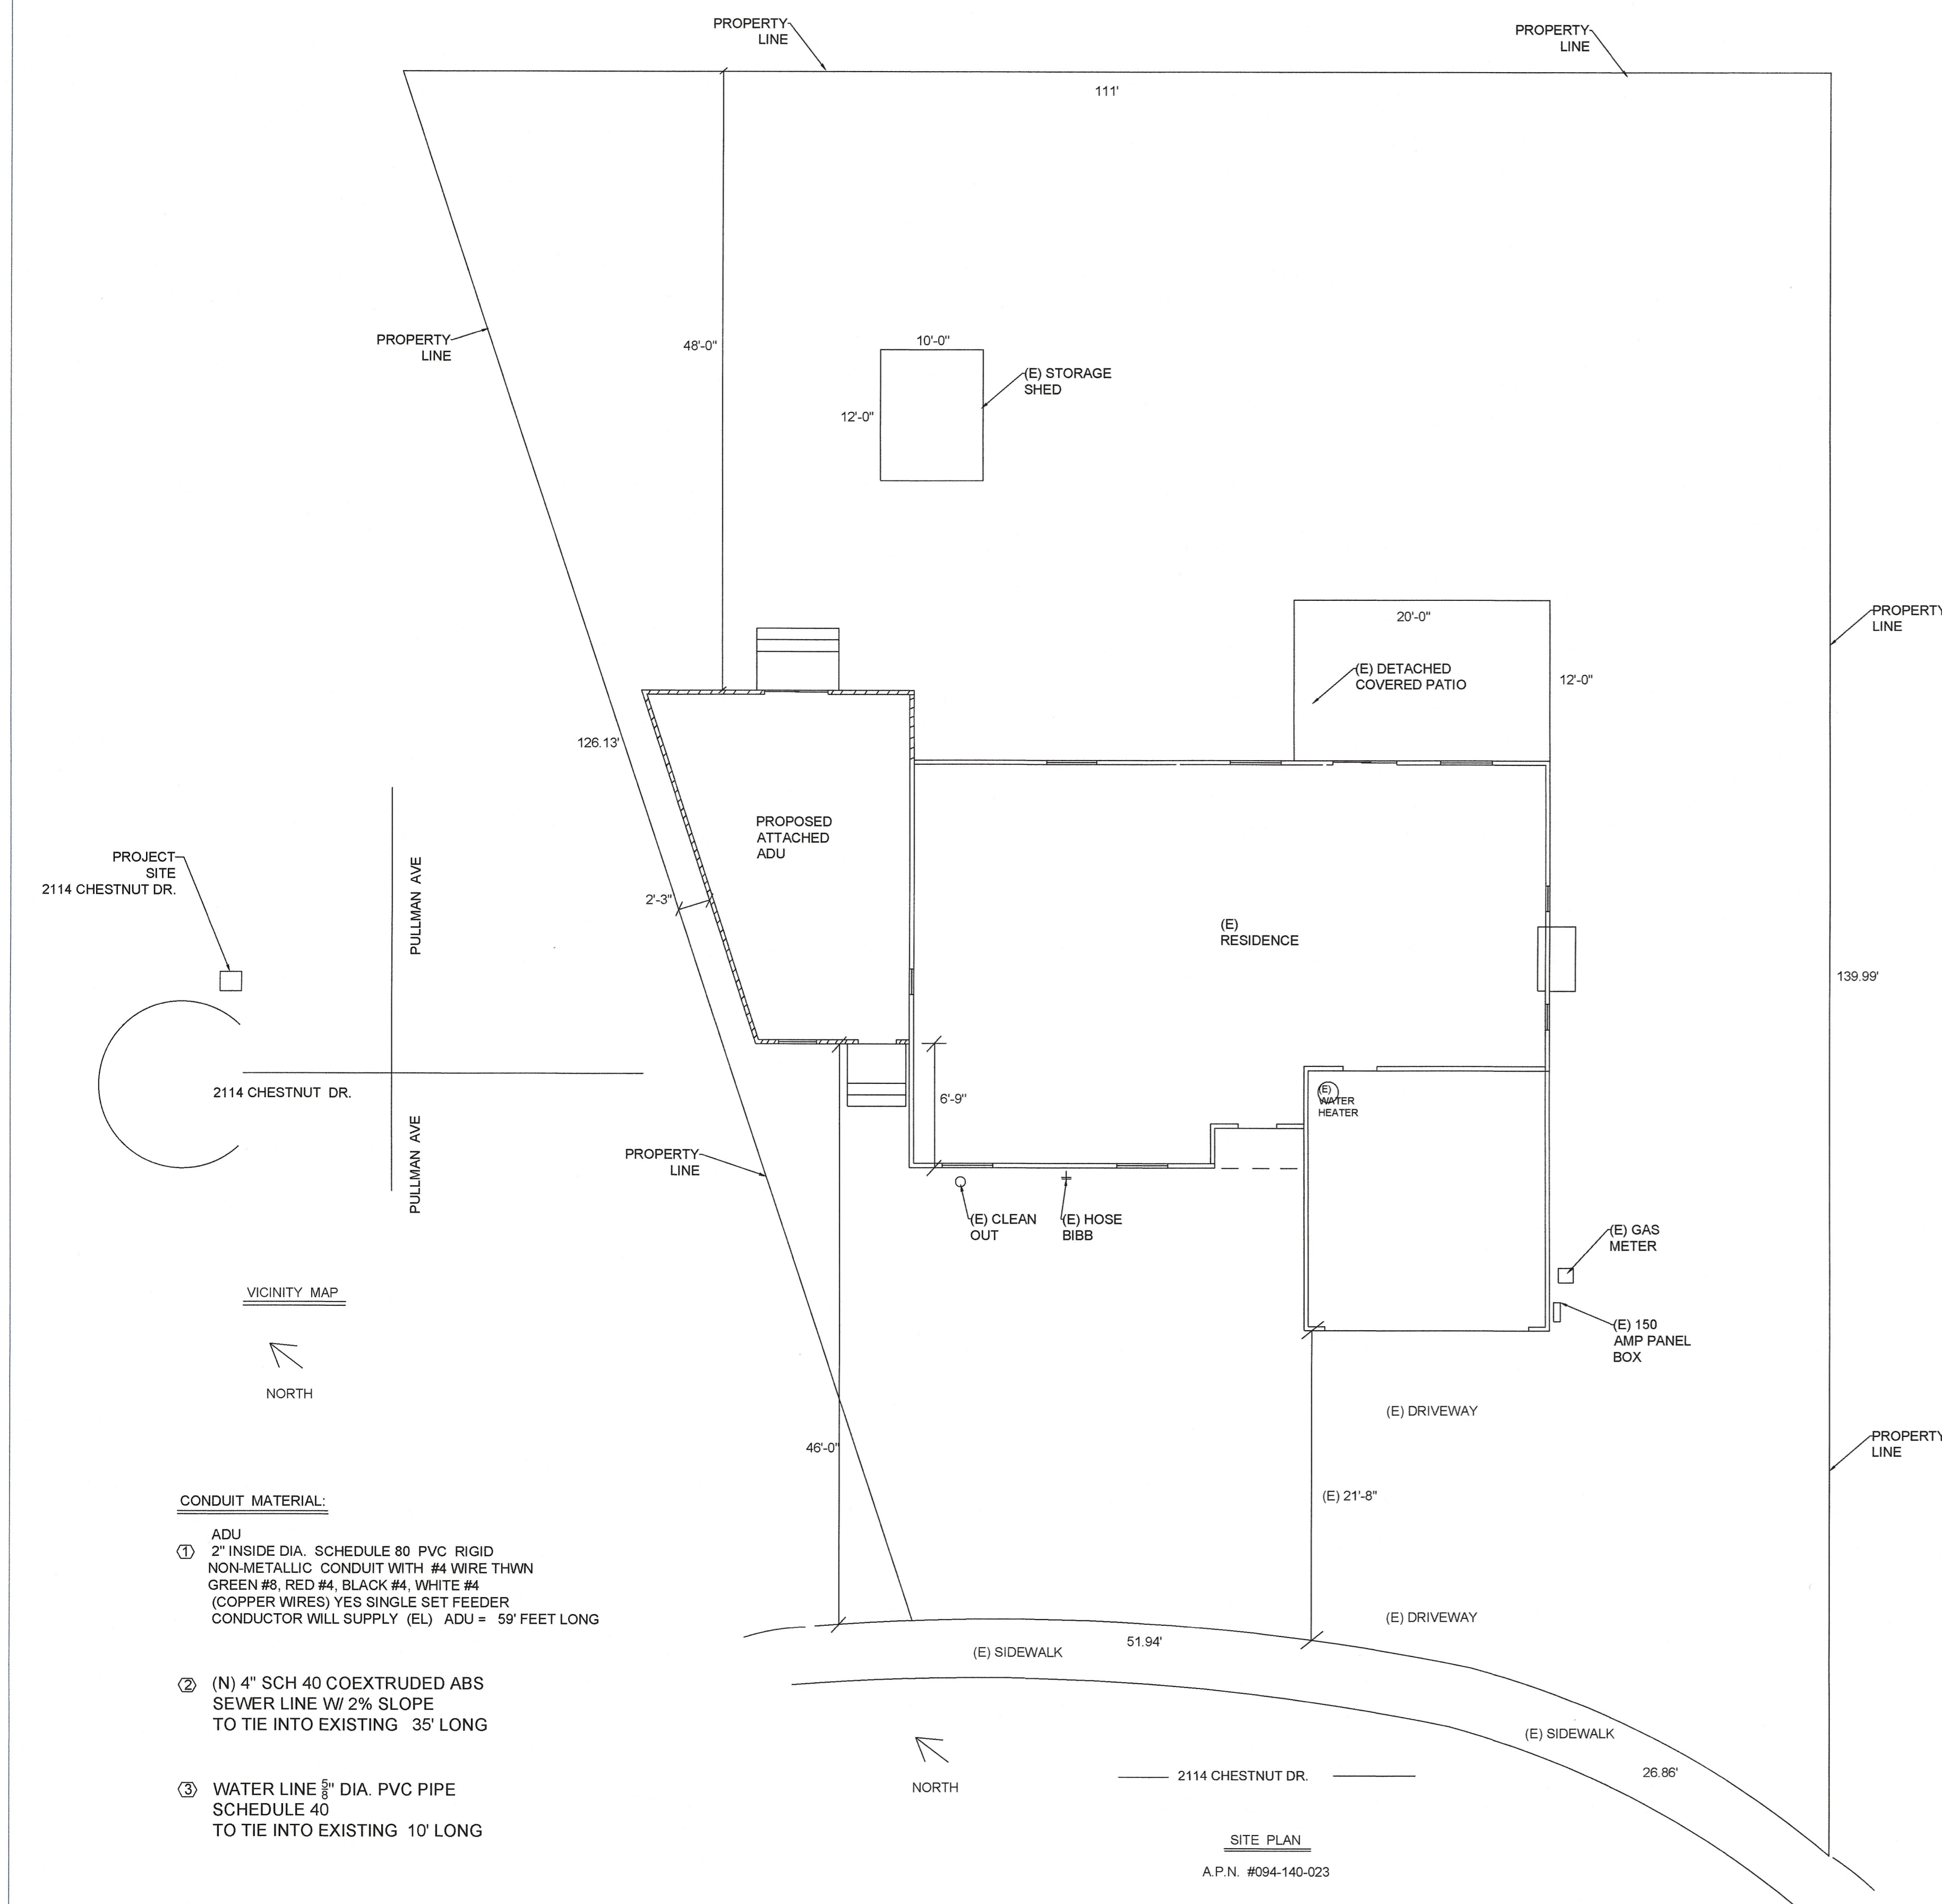 PROPERTY
LINE
PROPERTY
LINE
111'
PROPERTY
LINE
48'-0"
10'-0"
(E) STORAGE
SHED
12'-0"
20'-0"
PROPERTY
LINE
(E) DETACHED
COVERED PATIO
12'-0"
126.13'
PROPOSED
ATTACHED
ADU
PROJECT
SITE
2114 CHESTNUT DR.
PULLMAN AVE
2'-3"
(E)
RESIDENCE
139.99'
2114 CHESTNUT DR.
PULLMAN AVE
6'-9"
(E)
WATER
HEATER
PROPERTY
LINE
(E) CLEAN
OUT
(E) HOSE
BIBB
(E) GAS
METER
VICINITY MAP
(E) 150
AMP PANEL
BOX
NORTH
(E) DRIVEWAY
46'-0"
PROPERTY
LINE
(E) 21'-8"
CONDUIT MATERIAL:
ADU
1 2" INSIDE DIA. SCHEDULE 80 PVC RIGID
NON-METALLIC CONDUIT WITH #4 WIRE THWN
GREEN #8, RED #4, BLACK #4, WHITE #4
(COPPER WIRES) YES SINGLE SET FEEDER
CONDUCTOR WILL SUPPLY (EL) ADU = 59' FEET LONG
(E) DRIVEWAY
51.94'
(E) SIDEWALK
2 (N) 4" SCH 40 COEXTRUDED ABS
SEWER LINE W/ 2% SLOPE
TO TIE INTO EXISTING 35' LONG
(E) SIDEWALK
26.86'
NORTH
2114 CHESTNUT DR.
3 WATER LINE 5/8" DIA. PVC PIPE
SCHEDULE 40
TO TIE INTO EXISTING 10' LONG
SITE PLAN
A.P.N. #094-140-023